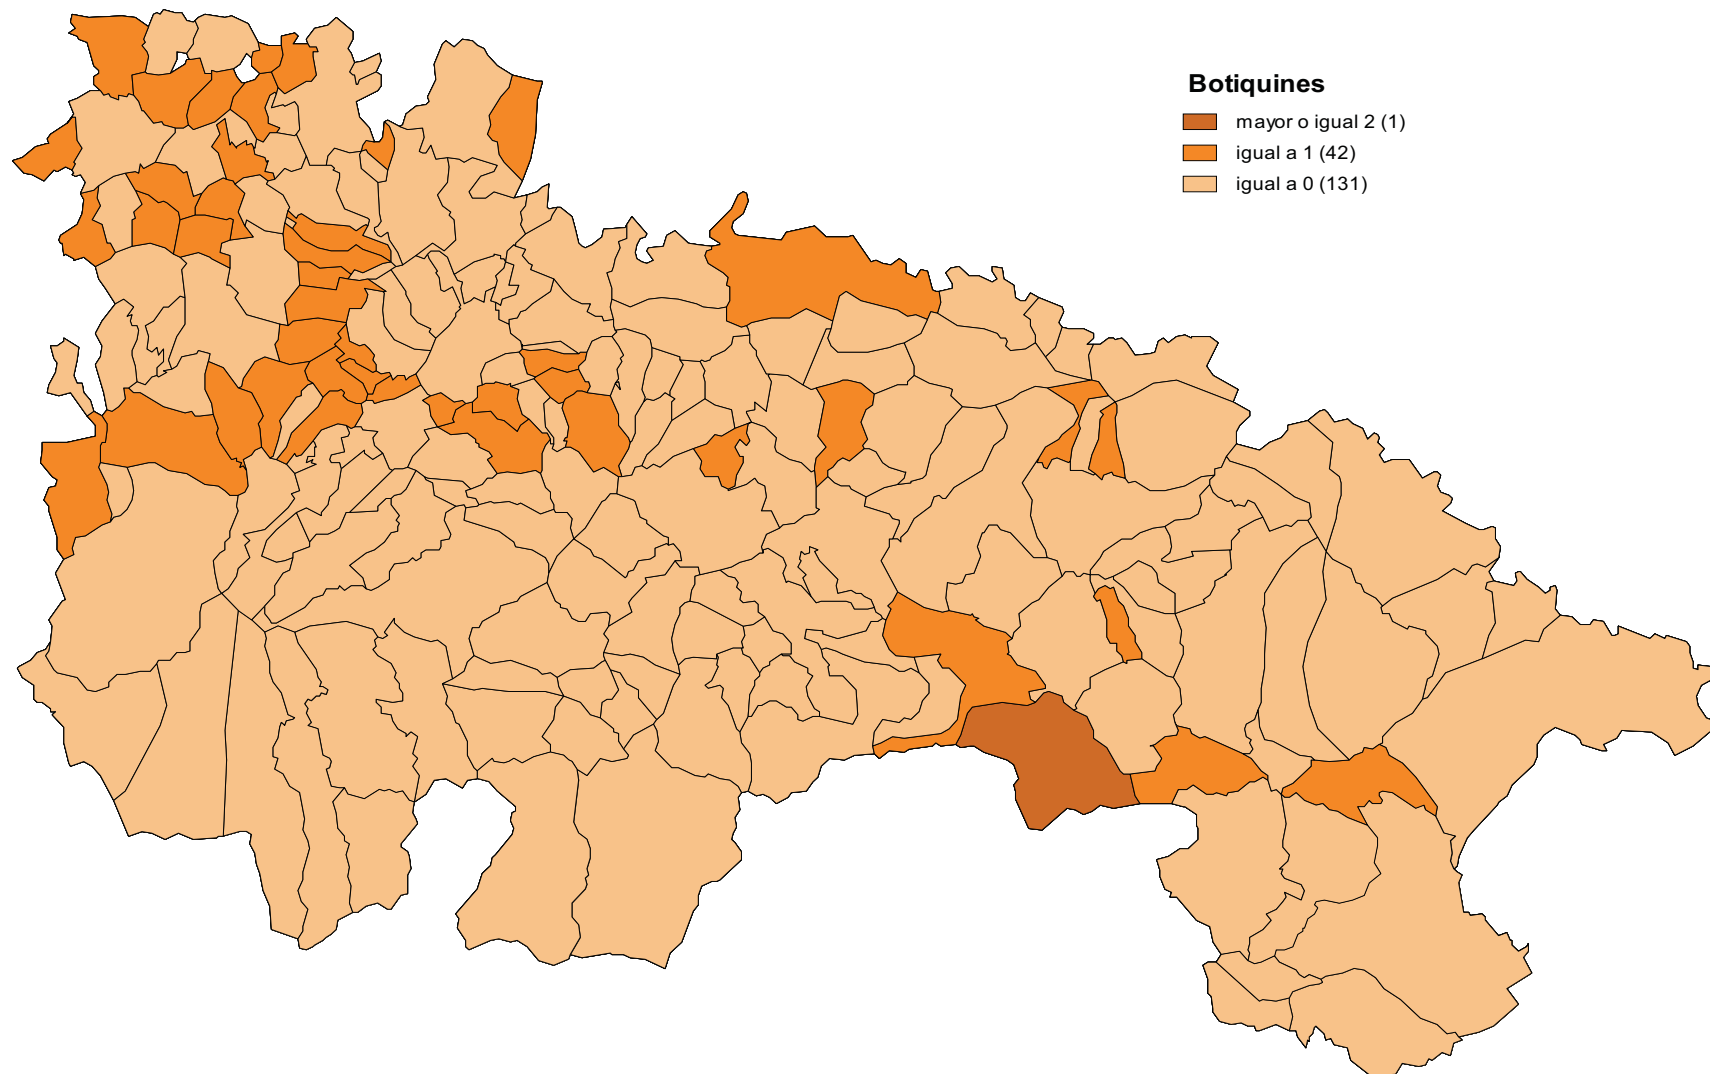 Botiquines
mayor o igual 2 (1)
igual a 1 (42)
igual a 0 (131)